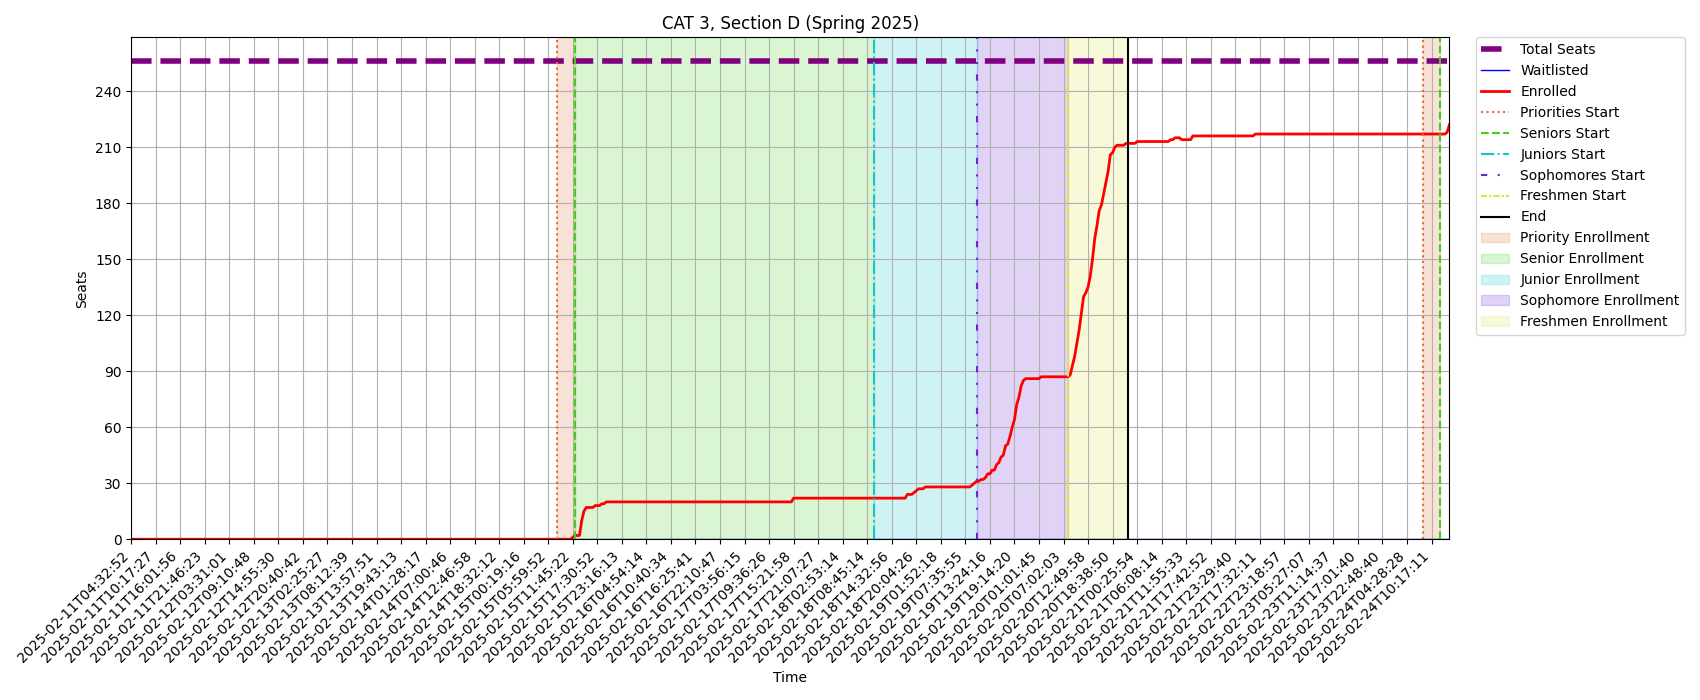 CAT 3, Section D (Spring 2025)
Seats
240
210
180
150
120
90
60
30
0
2025-02-11T04:32:52
2025-02-11T10:17:27
2025-02-11T16:01:56
2025-02-11T21:46:23
2025-02-12T03:31:01
2025-02-12T09:10:48
2025-02-12T14:55:30
2025-02-12T20:40:42
2025-02-13T02:25:27
2025-02-13T08:12:39
2025-02-13T13:57:51
2025-02-13T19:43:13
2025-02-14T01:28:17
2025-02-14T07:00:46
2025-02-14T12:46:58
2025-02-14T18:32:12
2025-02-15T00:19:16
2025-02-15T05:59:52
2025-02-15T11:45:22
2025-02-15T17:30:52
2025-02-15T23:16:13
2025-02-16T04:54:14
2025-02-16T10:40:34
2025-02-16T16:25:41
2025-02-16T22:10:47
2025-02-17T03:56:15
2025-02-17T09:36:26
2025-02-17T15:21:58
2025-02-17T21:07:27
2025-02-18T02:53:14
2025-02-18T08:45:14
2025-02-18T14:32:56
2025-02-18T20:04:26
2025-02-19T01:52:18
2025-02-19T07:35:55
2025-02-19T13:24:16
2025-02-19T19:14:20
2025-02-20T01:01:45
2025-02-20T07:02:03
2025-02-20T12:49:58
2025-02-20T18:38:50
2025-02-21T00:25:54
2025-02-21T06:08:14
2025-02-21T11:55:33
2025-02-21T17:42:52
2025-02-21T23:29:40
2025-02-22T17:32:11
2025-02-22T23:18:57
2025-02-23T05:27:07
2025-02-23T11:14:37
2025-02-23T17:01:40
2025-02-23T22:48:40
2025-02-24T04:28:28
2025-02-24T10:17:11
Time
Total Seats
Waitlisted
Enrolled
Priorities Start
Seniors Start
Juniors Start
Sophomores Start
Freshmen Start
End
Priority Enrollment
Senior Enrollment
Junior Enrollment
Sophomore Enrollment
Freshmen Enrollment